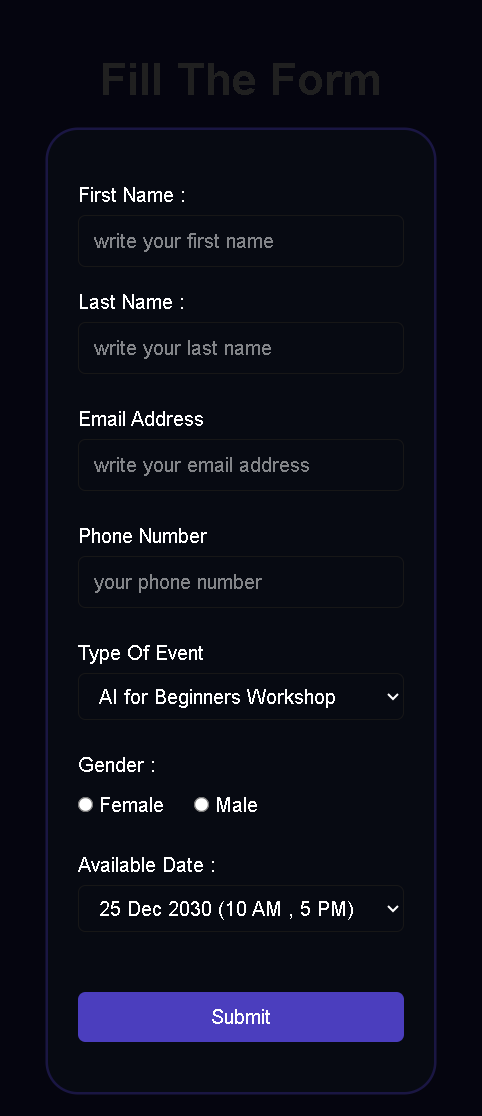 Fill The Form
First Name :
write your first name
Last Name :
write your last name
Email Address
write your email address
Phone Number
your phone number
Type Of Event
AI for Beginners Workshop
Gender :
Female Male
Available Date :
25 Dec 2030 (10 AM , 5 PM)
Submit